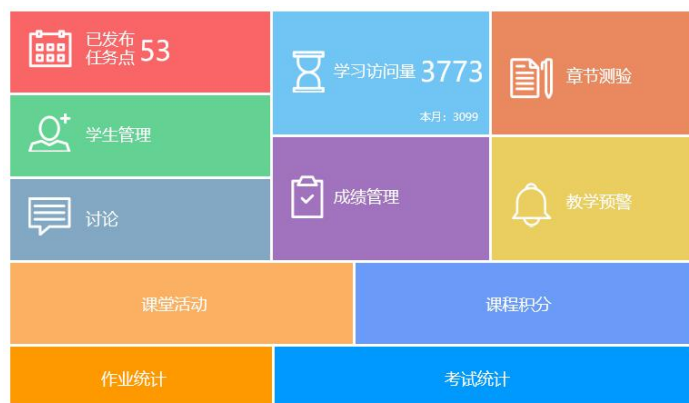 已发布
任务点 53
学习访问量 3773
本月：3099
章节测验
学生管理
讨论
成绩管理
教学预警
课堂活动
课程积分
作业统计
考试统计